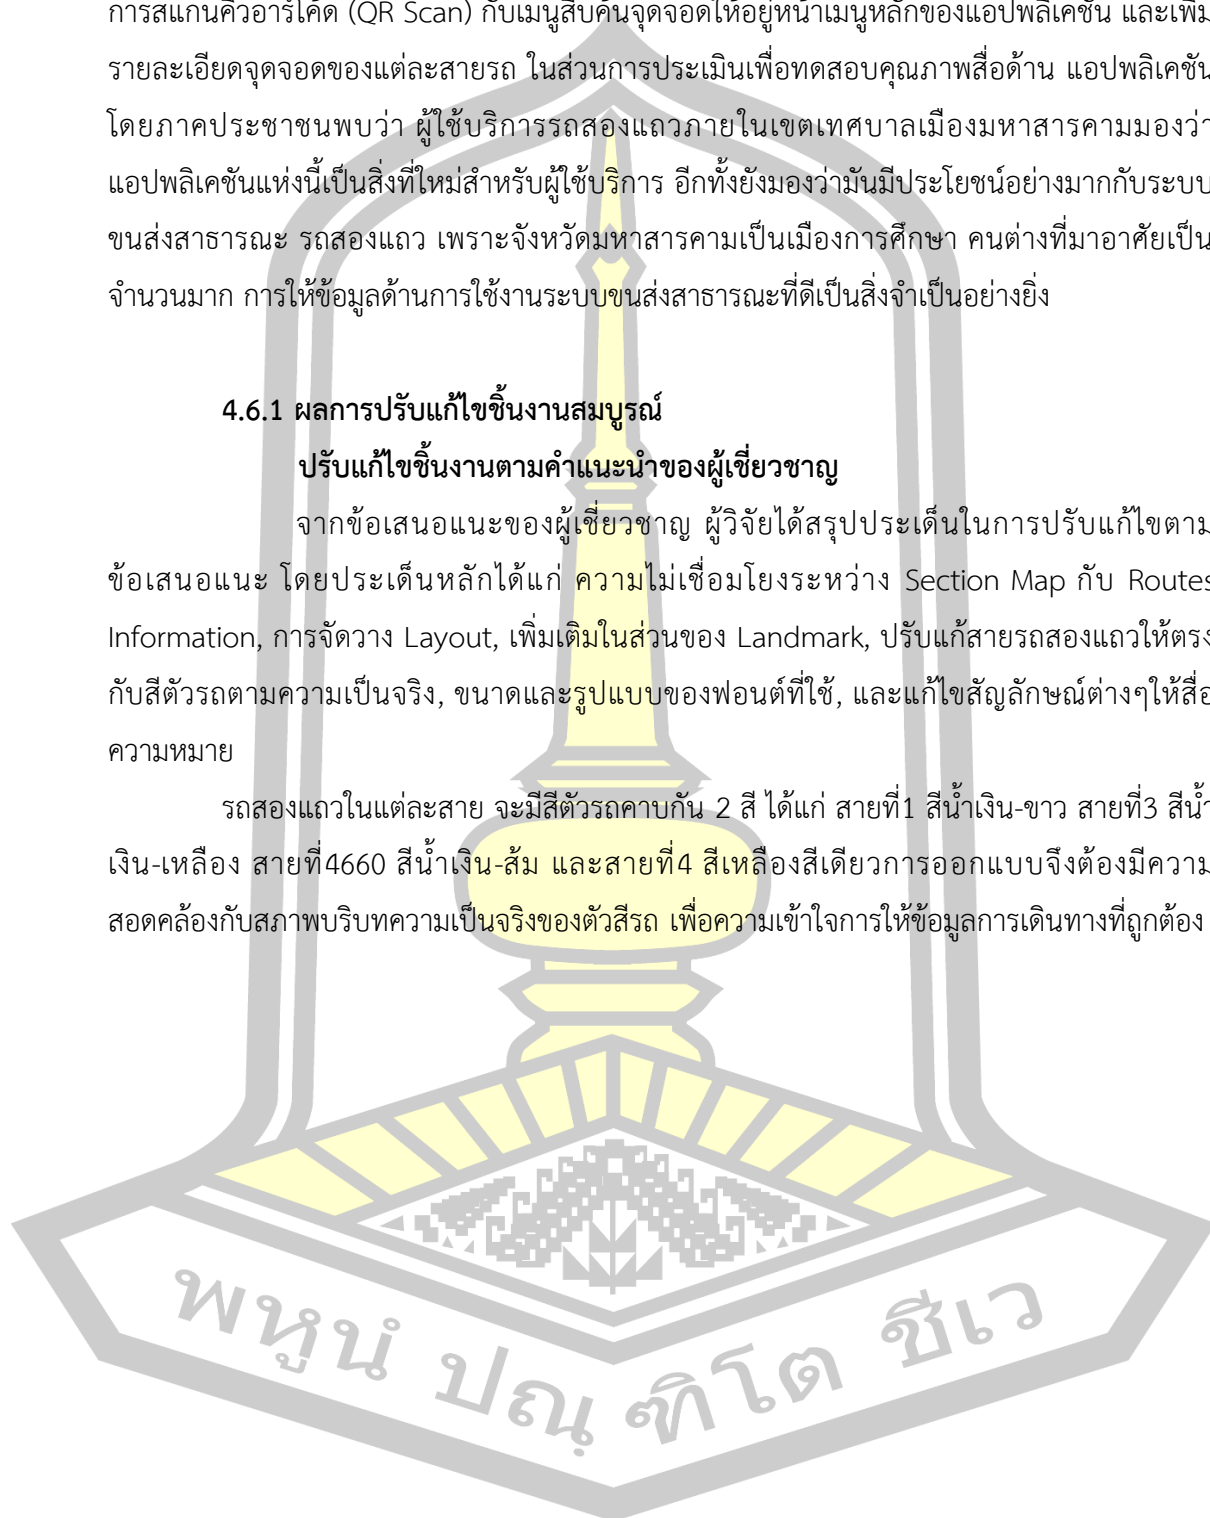 การสแกนคิวอาร์โค้ด (QR Scan) กับเมนูสืบค้นจุดจอดให้อยู่หน้าเมนูหลักของแอปพลิเคชัน และเพิ่ม
รายละเอียดจุดจอดของแต่ละสายรถ ในส่วนการประเมินเพื่อทดสอบคุณภาพสื่อด้าน แอปพลิเคชัน
โดยภาคประชาชนพบว่า ผู้ใช้บริการรถสองแถวภายในเขตเทศบาลเมืองมหาสารคามมองว่า
แอปพลิเคชันแห่งนี้เป็นสิ่งที่ใหม่สำหรับผู้ใช้บริการ อีกทั้งยังมองว่ามันมีประโยชน์อย่างมากกับระบบ
ขนส่งสาธารณะ รถสองแถว เพราะจังหวัดมหาสารคามเป็นเมืองการศึกษา คนต่างที่มาอาศัยเป็น
จำนวนมาก การให้ข้อมูลด้านการใช้งานระบบขนส่งสาธารณะที่ดีเป็นสิ่งจำเป็นอย่างยิ่ง
4.6.1 ผลการปรับแก้ไขชิ้นงานสมบูรณ์
ปรับแก้ไขชิ้นงานตามคำแนะนำของผู้เชี่ยวชาญ
จากข้อเสนอแนะของผู้เชี่ยวชาญ ผู้วิจัยได้สรุปประเด็นในการปรับแก้ไขตาม
ข้อเสนอแนะ โดยประเด็นหลักได้แก่ ความไม่เชื่อมโยงระหว่าง Section Map กับ Routes
Information, การจัดวาง Layout, เพิ่มเติมในส่วนของ Landmark, ปรับแก้สายรถสองแถวให้ตรง
กับสีตัวรถตามความเป็นจริง, ขนาดและรูปแบบของฟอนต์ที่ใช้, และแก้ไขสัญลักษณ์ต่างๆให้สื่อ
ความหมาย
รถสองแถวในแต่ละสาย จะมีสีตัวรถคาบกัน 2 สี ได้แก่ สายที่1 สีน้ำเงิน-ขาว สายที่3 สีน้ำ
เงิน-เหลือง สายที่4660 สีน้ำเงิน-ส้ม และสายที่4 สีเหลืองสีเดียวการออกแบบจึงต้องมีความ
สอดคล้องกับสภาพบริบทความเป็นจริงของตัวสีรถ เพื่อความเข้าใจการให้ข้อมูลการเดินทางที่ถูกต้อง
พหูนํ ปณฺฑิโต ชีเว